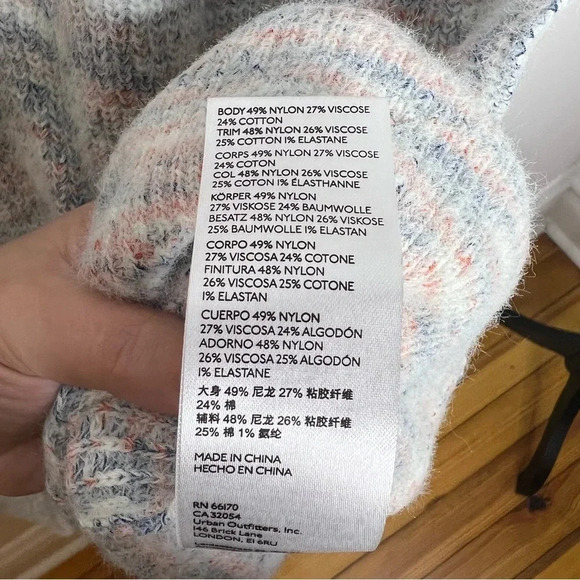 BODY 49% NYLON 27% VISCOSE
24% COTTON
TRIM 48% NYLON 26% VISCOSE
25% COTTON 1% ELASTANE
CORPS 49% NYLON 27% VISCOSE
24% COTON
COL 48% NYLON 26% VISCOSE
25% COTON 1% ÉLASTHANNE
KÖRPER 49% NYLON
27% VISKOSE 24% BAUMWOLLE
BESATZ 48% NYLON 26% VISKOSE
25% BAUMWOLLE 1% ELASTAN
CORPO 49% NYLON
27% VISCOSA 24% COTONE
FINITURA 48% NYLON
26% VISCOSA 25% COTONE
1% ELASTAN
CUERPO 49% NYLON
27% VISCOSA 24% ALGODÓN
ADORNO 48% NYLON
26% VISCOSA 25% ALGODÓN
1% ELASTANE
大身 49% 尼龙 27% 粘胶纤维
24% 棉
辅料 48% 尼龙 26% 粘胶纤维
25% 棉 1% 氨纶
MADE IN CHINA
HECHO EN CHINA
RN 66170
CA 32054
Urban Outfitters, Inc.
146 Brick Lane
LONDON, E1 6RU